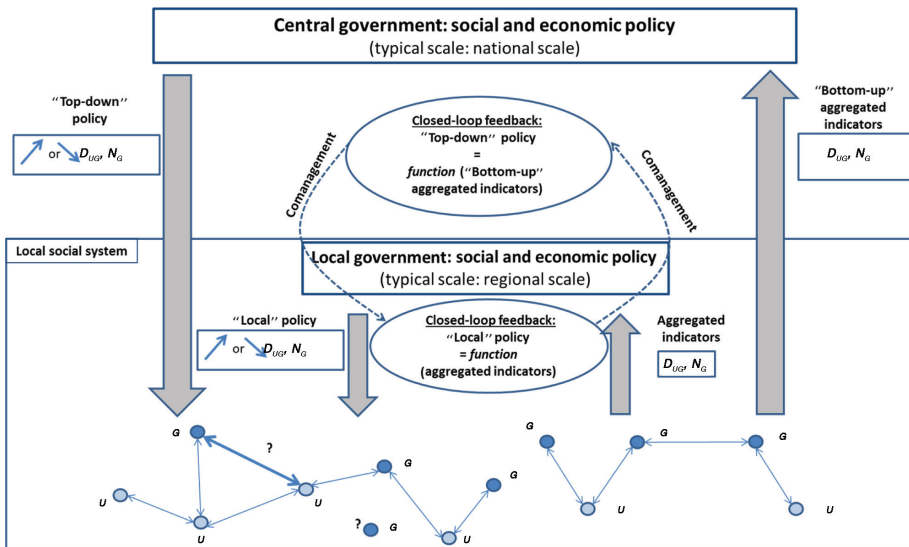 Central government: social and economic policy
(typical scale: national scale)
“Top-down”
policy
or D_UG, N_G
Closed-loop feedback:
“Top-down” policy
=
function (“Bottom-up”
aggregated indicators)
Comanagement
Comanagement
“Bottom-up”
aggregated
indicators
D_UG, N_G
Local social system
Local government: social and economic policy
(typical scale: regional scale)
“Local” policy
or D_UG, N_G
Closed-loop feedback:
“Local” policy
= function
(aggregated indicators)
Aggregated
indicators
D_UG, N_G
G
?
U
U
U
G
G
? G
U
G
G
G
U
U